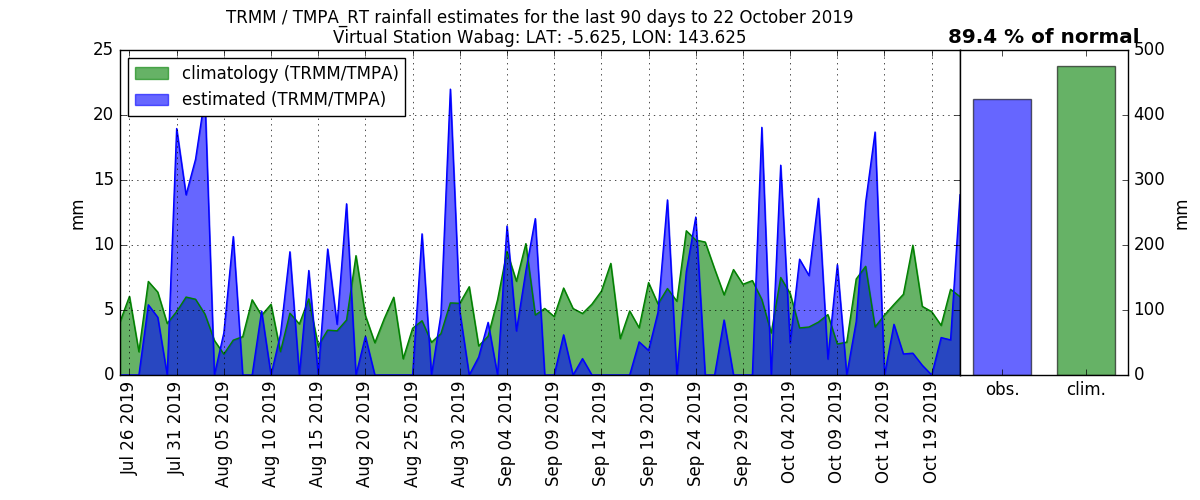 TRMM / TMPA_RT rainfall estimates for the last 90 days to 22 October 2019
Virtual Station Wabag: LAT: -5.625, LON: 143.625
89.4 % of normal
climatology (TRMM/TMPA)
estimated (TRMM/TMPA)
25
20
15
10
5
0
mm
500
400
300
200
100
0
mm
Jul 26 2019
Jul 31 2019
Aug 05 2019
Aug 10 2019
Aug 15 2019
Aug 20 2019
Aug 25 2019
Aug 30 2019
Sep 04 2019
Sep 09 2019
Sep 14 2019
Sep 19 2019
Sep 24 2019
Sep 29 2019
Oct 04 2019
Oct 09 2019
Oct 14 2019
Oct 19 2019
obs.
clim.